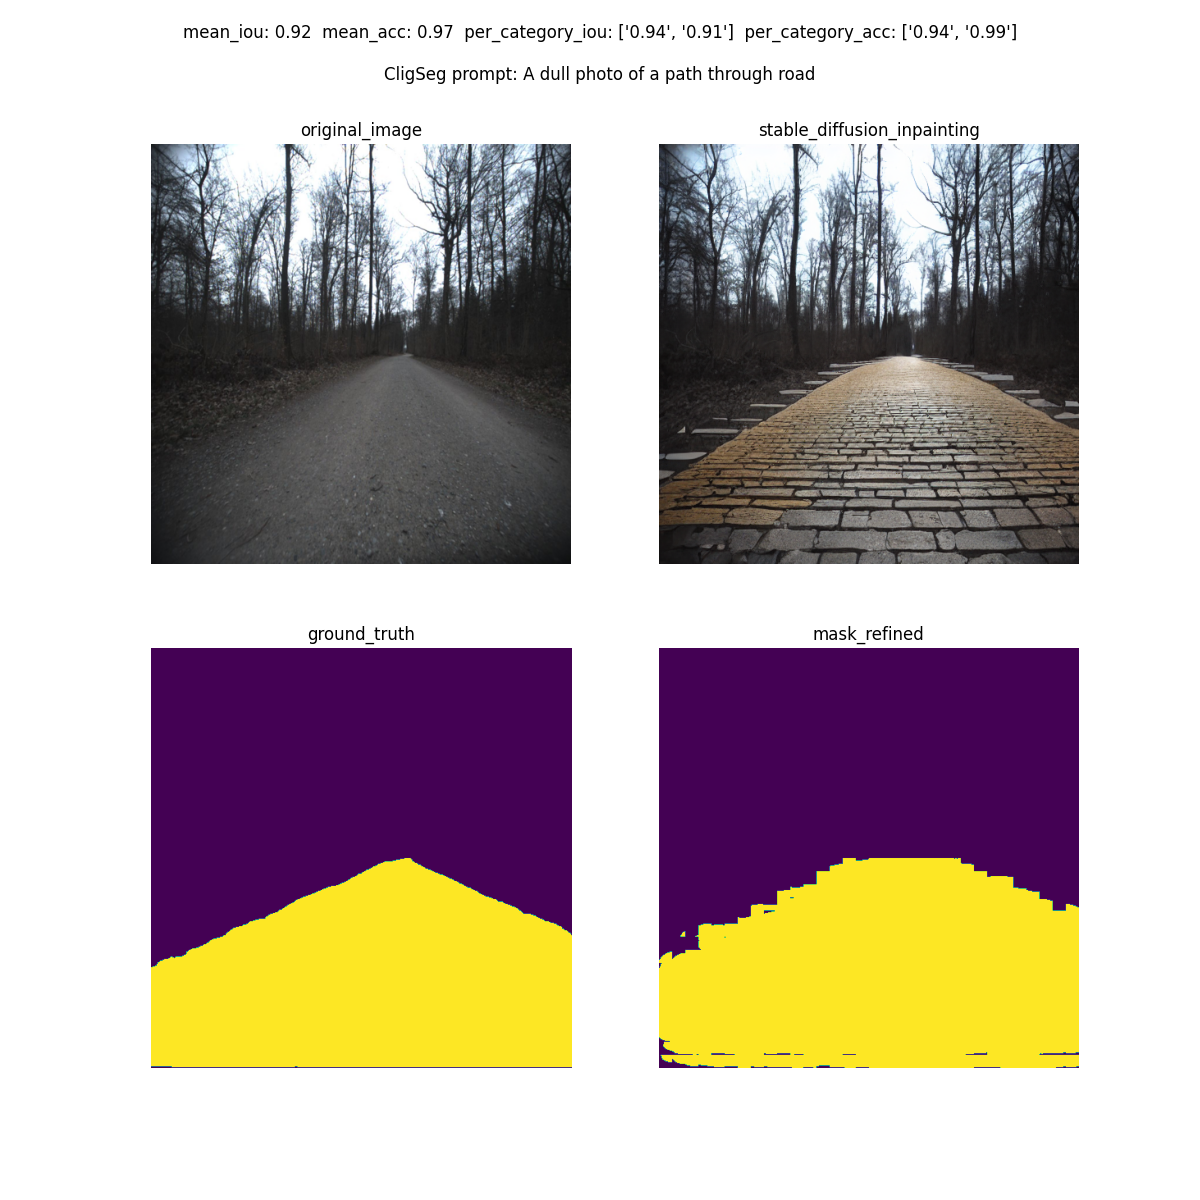 mean_iou: 0.92  mean_acc: 0.97  per_category_iou: ['0.94', '0.91']  per_category_acc: ['0.94', '0.99']
CligSeg prompt: A dull photo of a path through road
original_image
stable_diffusion_inpainting
ground_truth
mask_refined